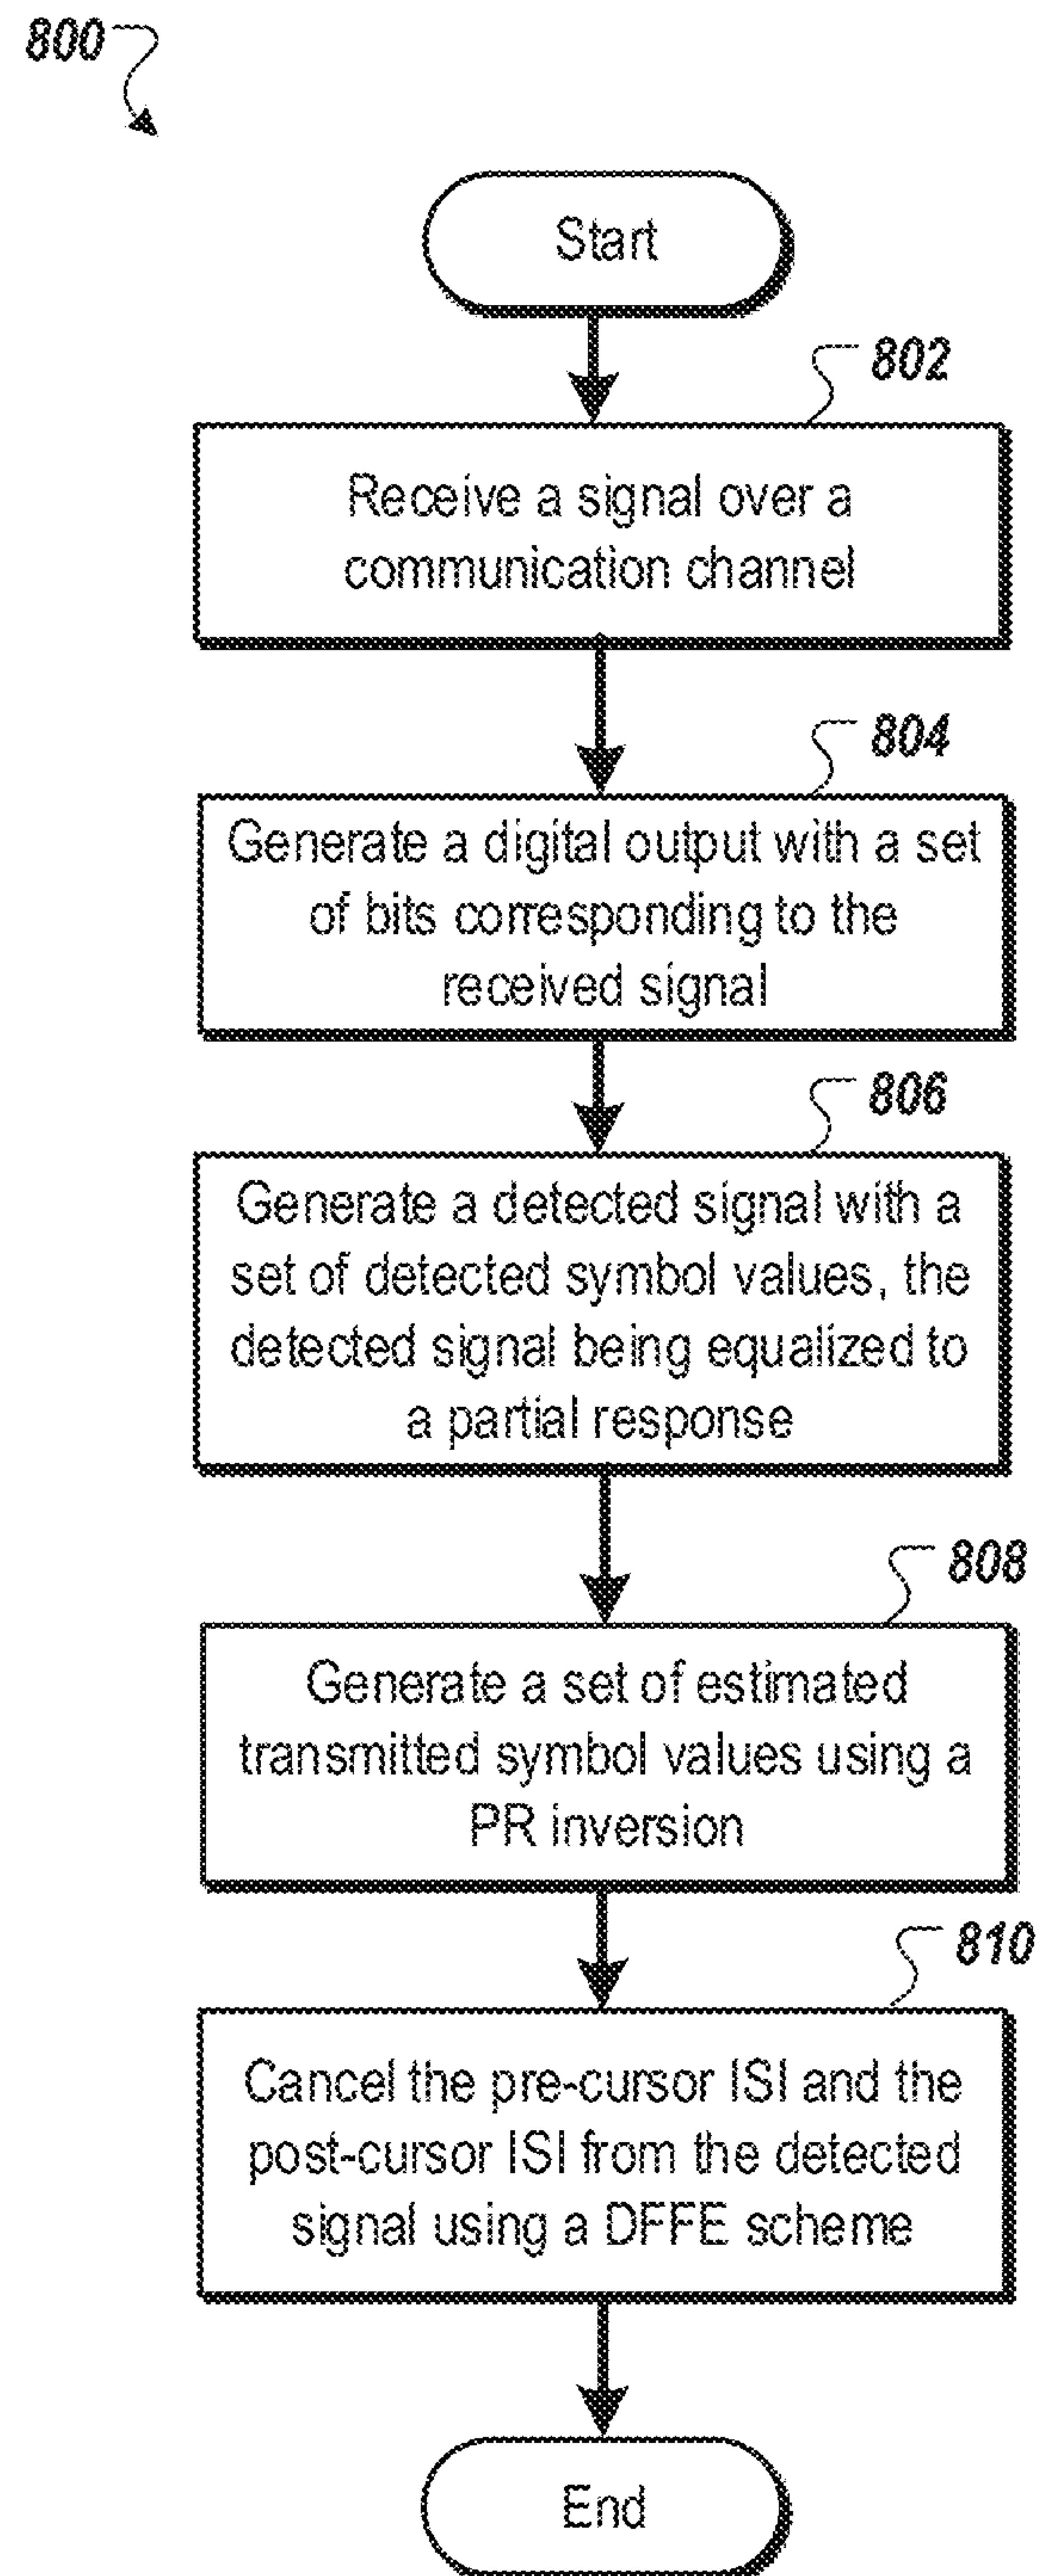 800
Start
802
Receive a signal over a
communication channel
804
Generate a digital output with a set
of bits corresponding to the
received signal
806
Generate a detected signal with a
set of detected symbol values, the
detected signal being equalized to
a partial response
808
Generate a set of estimated
transmitted symbol values using a
PR inversion
810
Cancel the pre-cursor ISI and the
post-cursor ISI from the detected
signal using a DFFE scheme
End